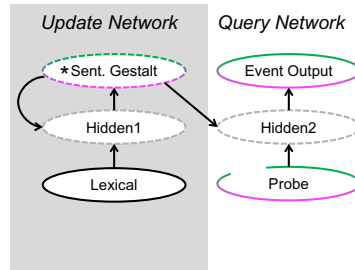 Update Network
Query Network
* Sent. Gestalt
Event Output
Hidden1
Hidden2
Lexical
Probe